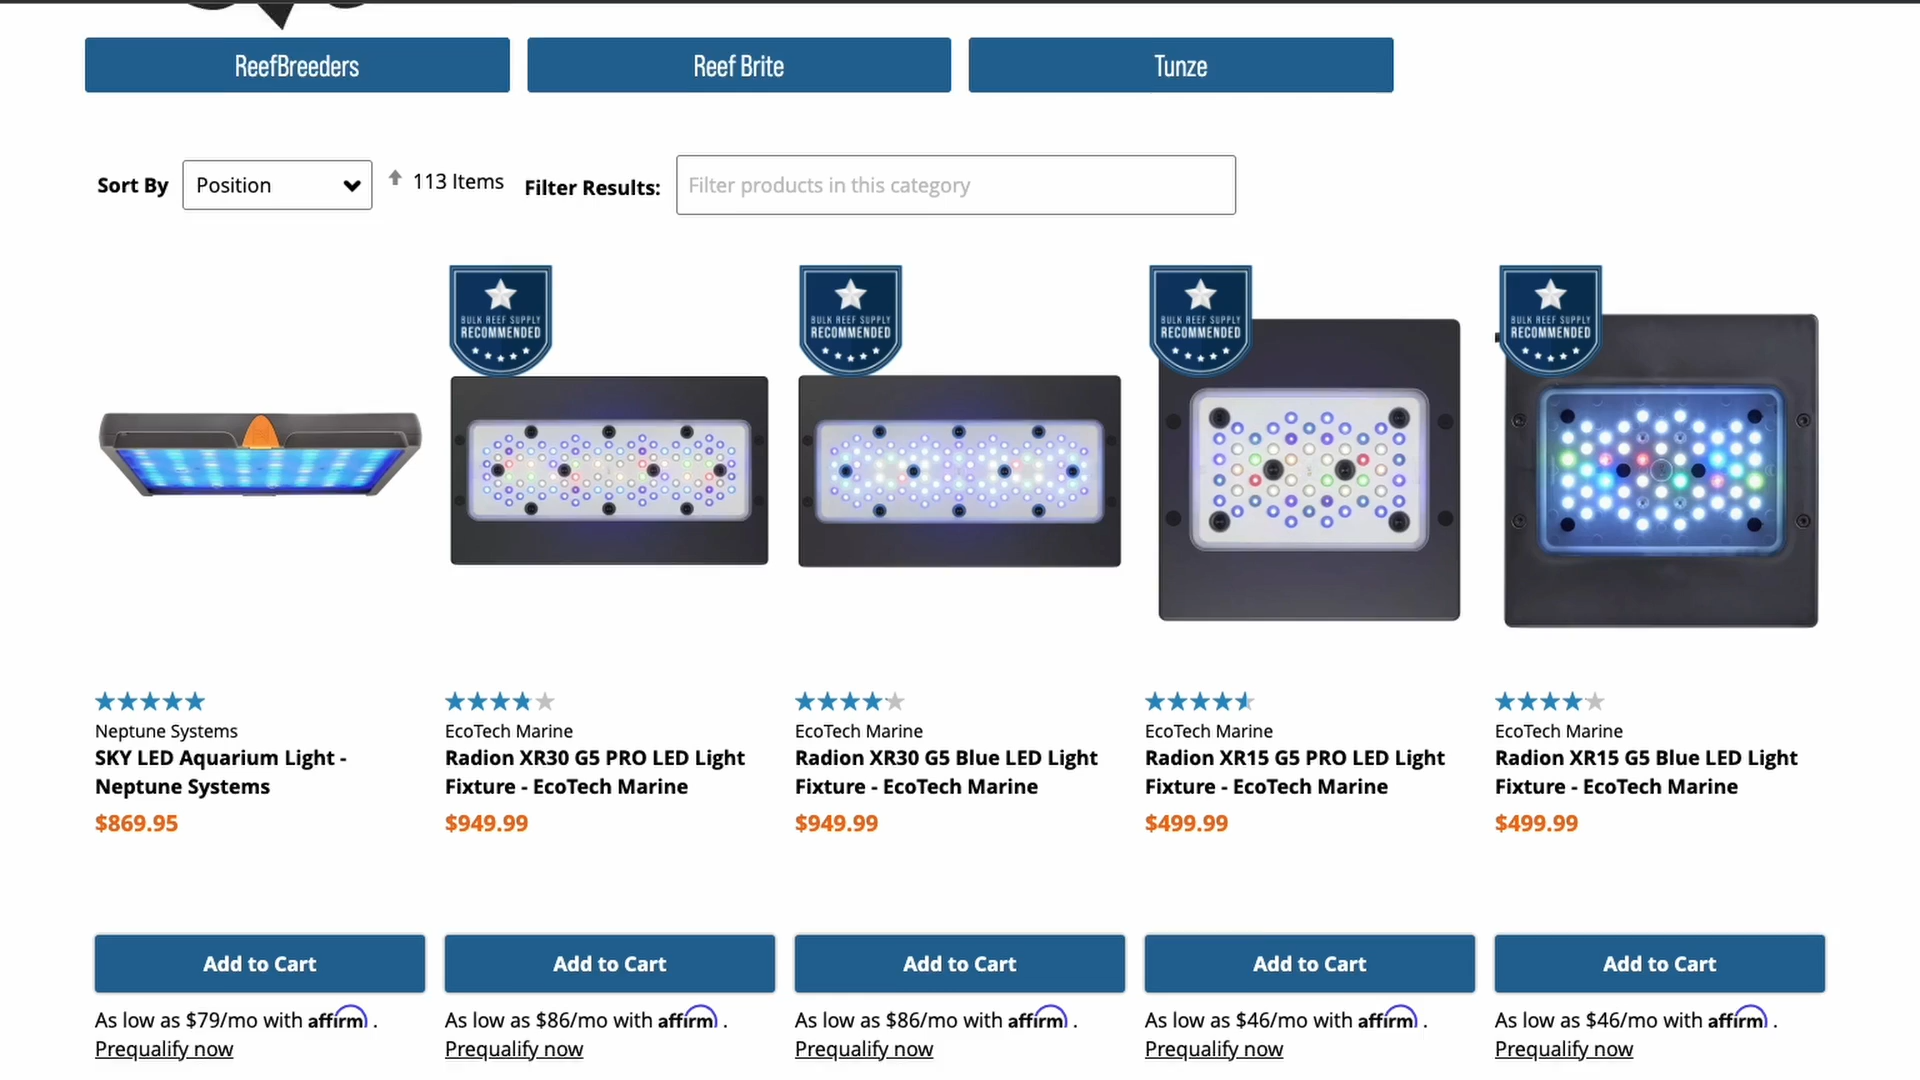 ReefBreeders
Reef Brite
Tunze
Sort By
Position
113 Items
Filter Results:
Filter products in this category
BULK REEF SUPPLY
RECOMMENDED
BULK REEF SUPPLY
RECOMMENDED
BULK REEF SUPPLY
RECOMMENDED
BULK REEF SUPPLY
RECOMMENDED
Neptune Systems
SKY LED Aquarium Light -
Neptune Systems
$869.95
Add to Cart
As low as $79/mo with affirm .
Prequalify now
EcoTech Marine
Radion XR30 G5 PRO LED Light
Fixture - EcoTech Marine
$949.99
Add to Cart
As low as $86/mo with affirm .
Prequalify now
EcoTech Marine
Radion XR30 G5 Blue LED Light
Fixture - EcoTech Marine
$949.99
Add to Cart
As low as $86/mo with affirm .
Prequalify now
EcoTech Marine
Radion XR15 G5 PRO LED Light
Fixture - EcoTech Marine
$499.99
Add to Cart
As low as $46/mo with affirm .
Prequalify now
EcoTech Marine
Radion XR15 G5 Blue LED Light
Fixture - EcoTech Marine
$499.99
Add to Cart
As low as $46/mo with affirm .
Prequalify now